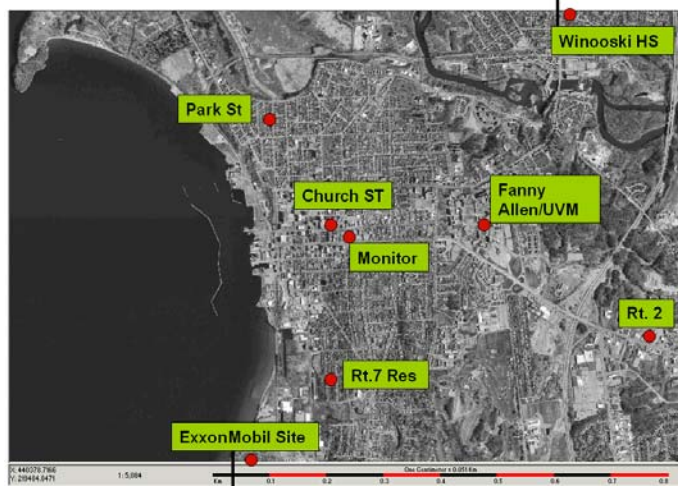 Winooski HS
Park St
Church ST
Fanny
Allen/UVM
Monitor
Rt. 2
Rt.7 Res
ExxonMobil Site
1:5,084
Km 0.1 0.2 0.3 0.4 0.5 0.6 0.7 0.8